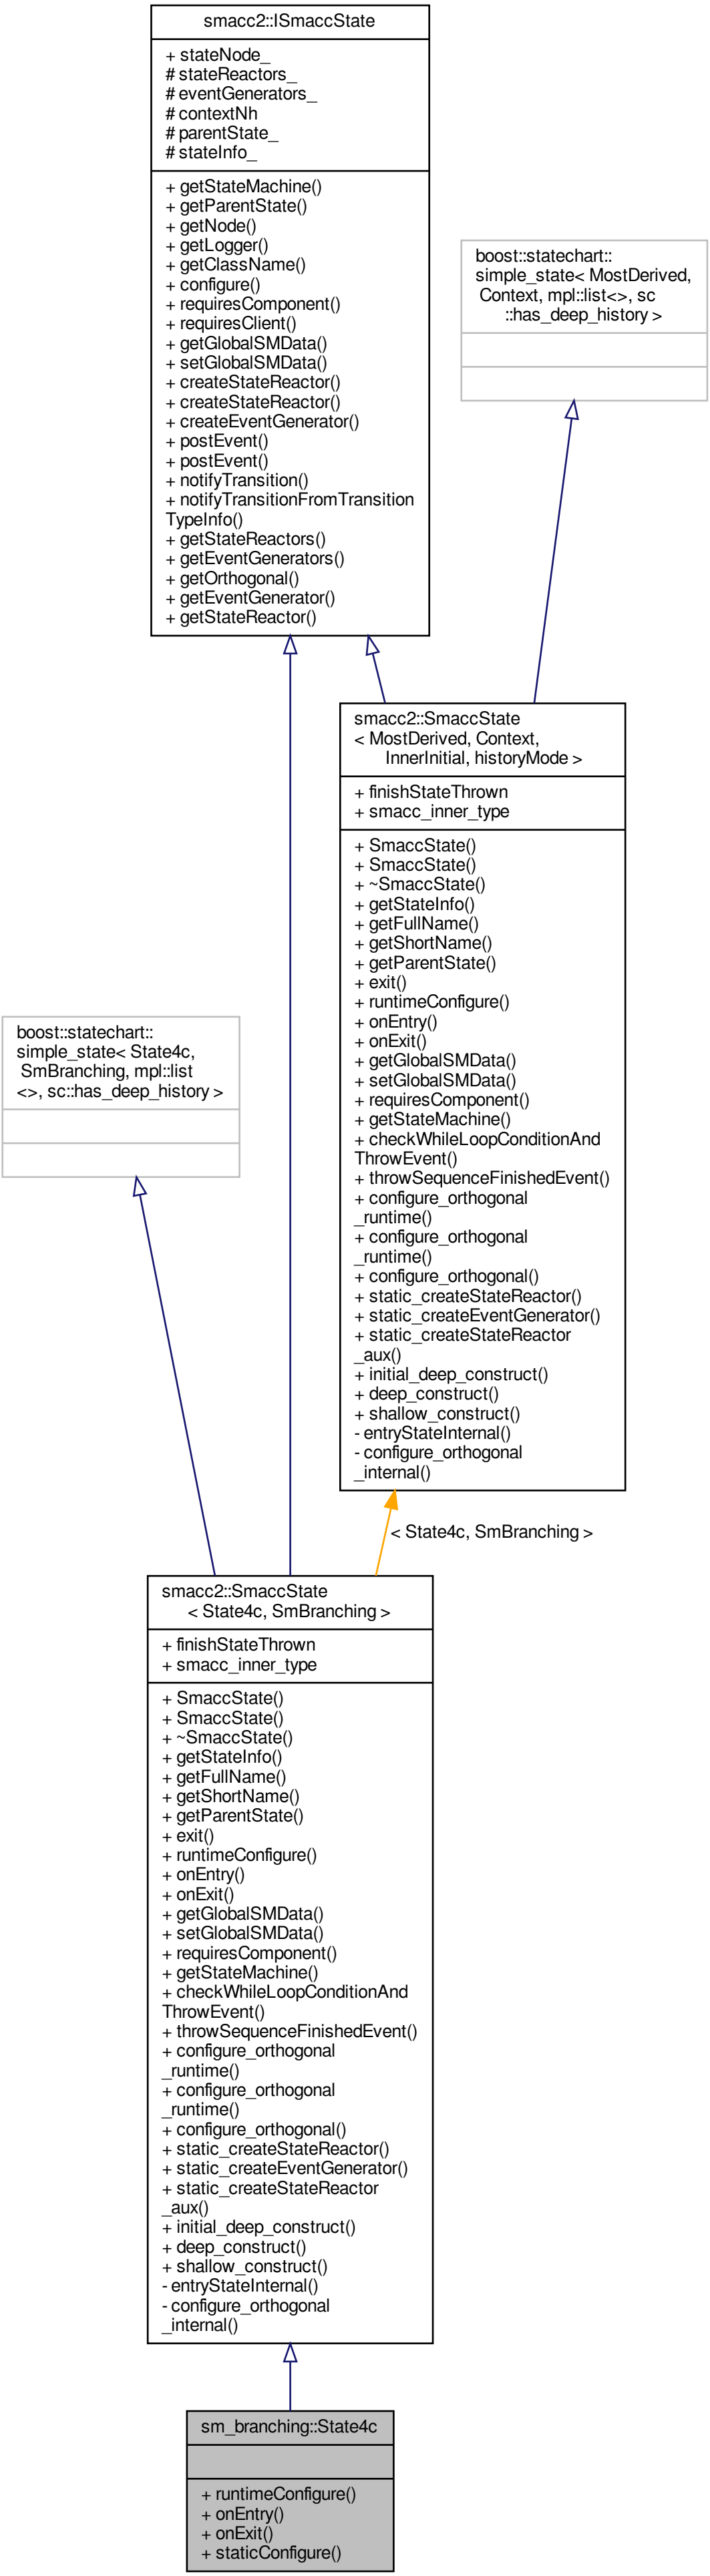 smacc2::ISmaccState
+ stateNode_
# stateReactors_
# eventGenerators_
# contextNh
# parentState_
# stateInfo_
+ getStateMachine()
+ getParentState()
+ getNode()
+ getLogger()
+ getClassName()
+ configure()
+ requiresComponent()
+ requiresClient()
+ getGlobalSMData()
+ setGlobalSMData()
+ createStateReactor()
+ createStateReactor()
+ createEventGenerator()
+ postEvent()
+ postEvent()
+ notifyTransition()
+ notifyTransitionFromTransition
TypeInfo()
+ getStateReactors()
+ getEventGenerators()
+ getOrthogonal()
+ getEventGenerator()
+ getStateReactor()
boost::statechart::
simple_state< MostDerived,
Context, mpl::list<>, sc
::has_deep_history >
smacc2::SmaccState
< MostDerived, Context,
InnerInitial, historyMode >
+ finishStateThrown
+ smacc_inner_type
+ SmaccState()
+ SmaccState()
+ ~SmaccState()
+ getStateInfo()
+ getFullName()
+ getShortName()
+ getParentState()
+ exit()
+ runtimeConfigure()
+ onEntry()
+ onExit()
+ getGlobalSMData()
+ setGlobalSMData()
+ requiresComponent()
+ getStateMachine()
+ checkWhileLoopConditionAnd
ThrowEvent()
+ throwSequenceFinishedEvent()
+ configure_orthogonal
_runtime()
+ configure_orthogonal
_runtime()
+ configure_orthogonal()
+ static_createStateReactor()
+ static_createEventGenerator()
+ static_createStateReactor
_aux()
+ initial_deep_construct()
+ deep_construct()
+ shallow_construct()
- entryStateInternal()
- configure_orthogonal
_internal()
boost::statechart::
simple_state< State4c,
SmBranching, mpl::list
<>, sc::has_deep_history >
< State4c, SmBranching >
smacc2::SmaccState
< State4c, SmBranching >
+ finishStateThrown
+ smacc_inner_type
+ SmaccState()
+ SmaccState()
+ ~SmaccState()
+ getStateInfo()
+ getFullName()
+ getShortName()
+ getParentState()
+ exit()
+ runtimeConfigure()
+ onEntry()
+ onExit()
+ getGlobalSMData()
+ setGlobalSMData()
+ requiresComponent()
+ getStateMachine()
+ checkWhileLoopConditionAnd
ThrowEvent()
+ throwSequenceFinishedEvent()
+ configure_orthogonal
_runtime()
+ configure_orthogonal
_runtime()
+ configure_orthogonal()
+ static_createStateReactor()
+ static_createEventGenerator()
+ static_createStateReactor
_aux()
+ initial_deep_construct()
+ deep_construct()
+ shallow_construct()
- entryStateInternal()
- configure_orthogonal
_internal()
sm_branching::State4c
+ runtimeConfigure()
+ onEntry()
+ onExit()
+ staticConfigure()